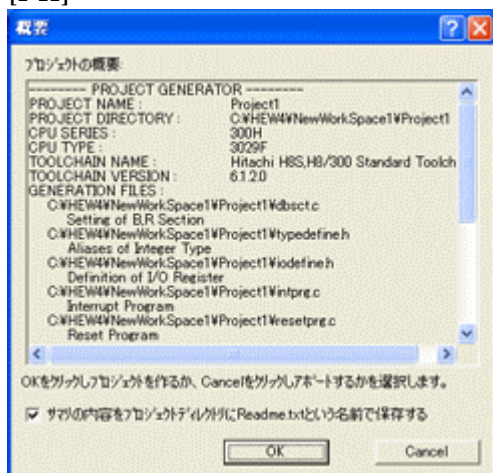 概要
プロジェクトの概要:
-------- PROJECT GENERATOR --------
PROJECT NAME : Project1
PROJECT DIRECTORY : C:¥HEW4¥NewWorkSpace1¥Project1
CPU SERIES : 300H
CPU TYPE : 3029F
TOOLCHAIN NAME : Hitachi H8S,H8/300 Standard Toolch
TOOLCHAIN VERSION : 6.1.2.0
GENERATION FILES :
C:¥HEW4¥NewWorkSpace1¥Project1¥dbsct.c
Setting of B,R Section
C:¥HEW4¥NewWorkSpace1¥Project1¥typedefine.h
Aliases of Integer Type
C:¥HEW4¥NewWorkSpace1¥Project1¥iodefine.h
Definition of I/O Register
C:¥HEW4¥NewWorkSpace1¥Project1¥intprg.c
Interrupt Program
C:¥HEW4¥NewWorkSpace1¥Project1¥resetprg.c
Reset Program
OKをクリックしプロジェクトを作るか、Cancelをクリックしアボートするかを選択します。
サマリの内容をプロジェクトディレクトリにReadme.txtという名前で保存する
OK Cancel